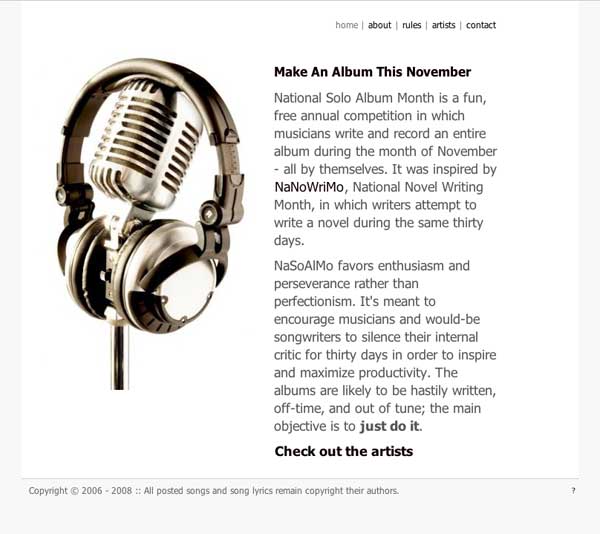 home | about | rules | artists | contact
Make An Album This November
National Solo Album Month is a fun,
free annual competition in which
musicians write and record an entire
album during the month of November
- all by themselves. It was inspired by
NaNoWriMo, National Novel Writing
Month, in which writers attempt to
write a novel during the same thirty
days.
NaSoAlMo favors enthusiasm and
perseverance rather than
perfectionism. It's meant to
encourage musicians and would-be
songwriters to silence their internal
critic for thirty days in order to inspire
and maximize productivity. The
albums are likely to be hastily written,
off-time, and out of tune; the main
objective is to just do it.
Check out the artists
Copyright © 2006 - 2008 :: All posted songs and song lyrics remain copyright their authors. ?